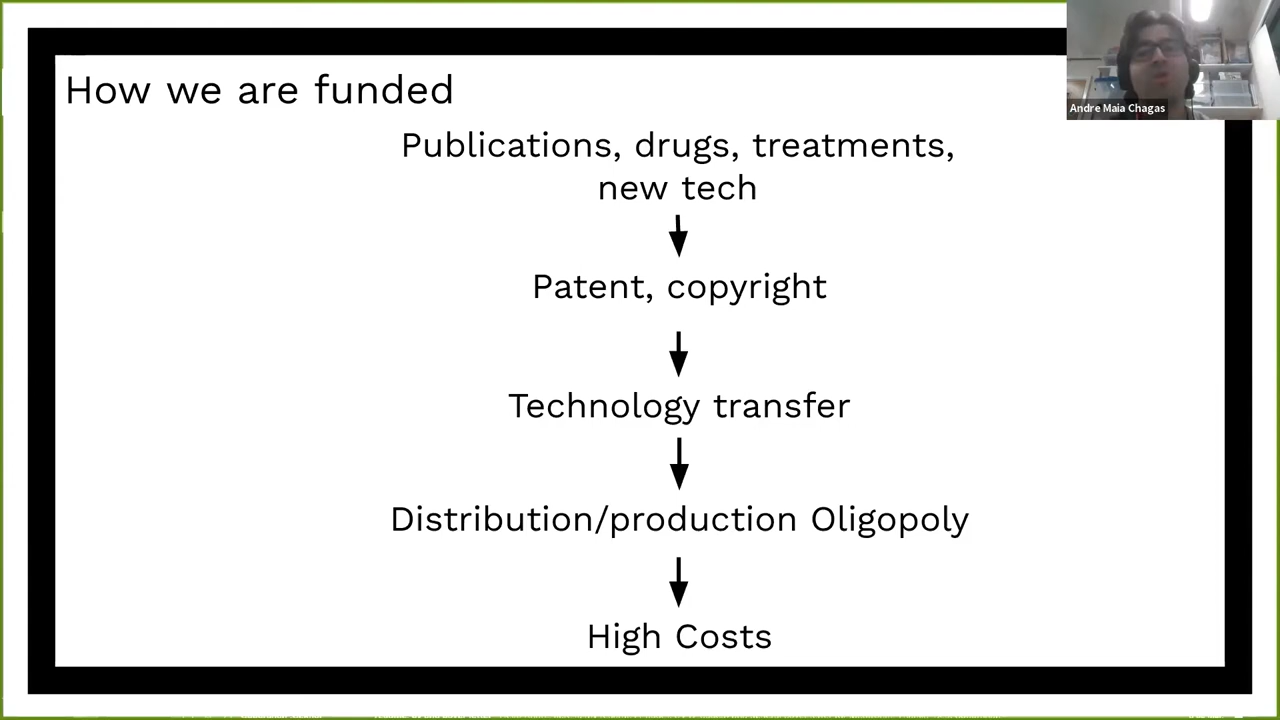 How we are funded
Andre Maia Chagas
Publications, drugs, treatments,
new tech
Patent, copyright
Technology transfer
Distribution/production Oligopoly
High Costs